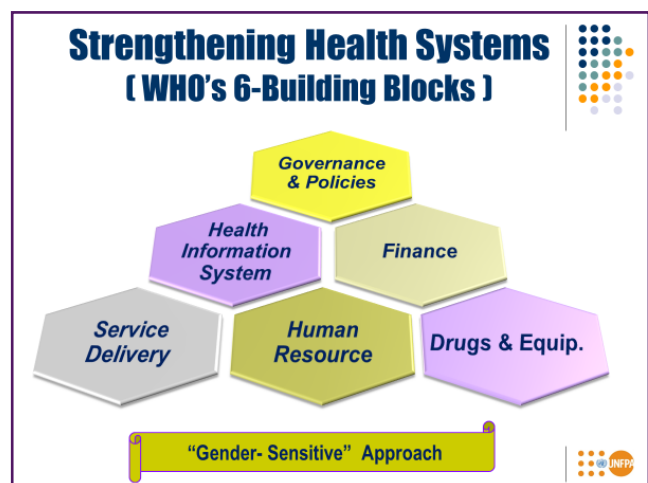 Strengthening Health Systems
( WHO's 6-Building Blocks )
Governance
& Policies
Health
Information
System
Finance
Service
Delivery
Human
Resource
Drugs & Equip.
“Gender- Sensitive” Approach
UNFPA